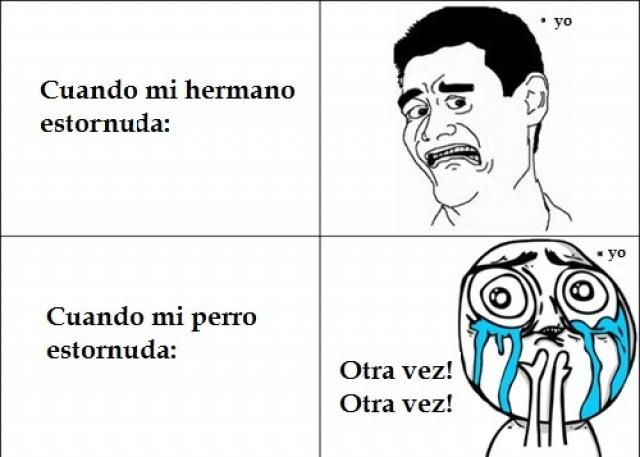 Cuando mi hermano
estornuda:
* yo
Cuando mi perro
estornuda:
* yo
Otra vez!
Otra vez!